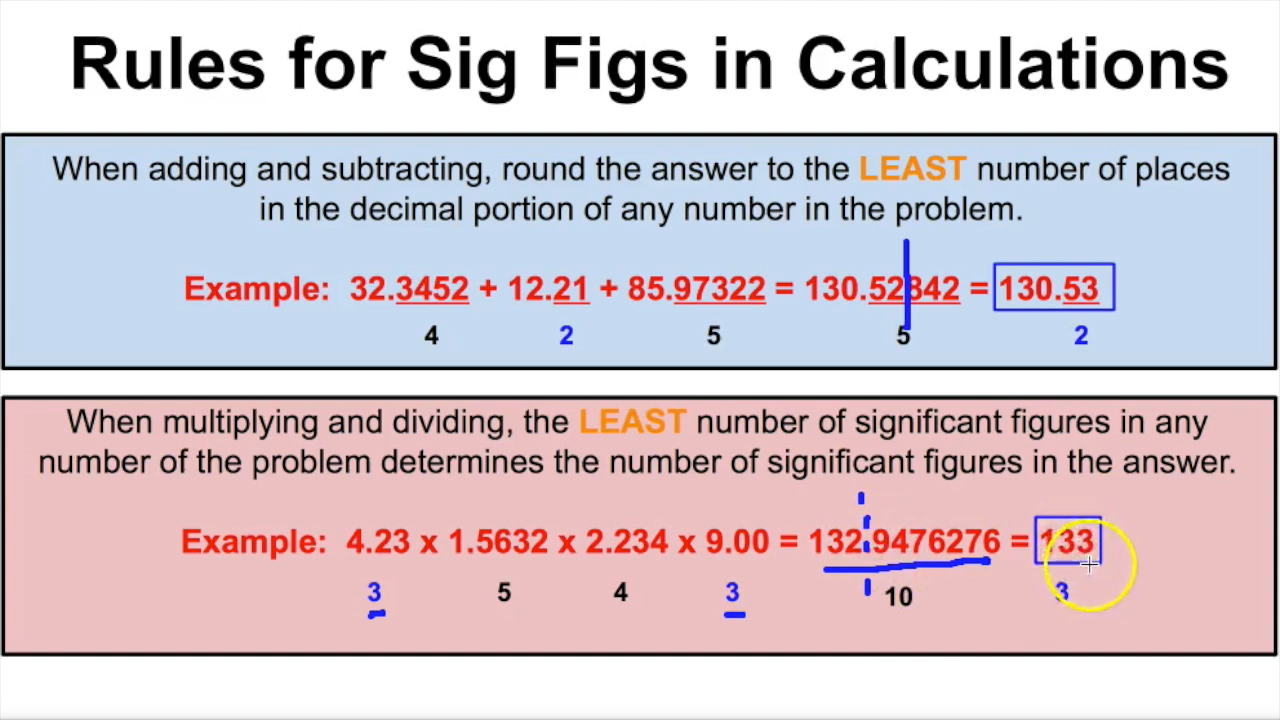 Rules for Sig Figs in Calculations
When adding and subtracting, round the answer to the LEAST number of places
in the decimal portion of any number in the problem.
Example: 32.3452 + 12.21 + 85.97322 = 130.52842 = 130.53
4 2 5 5 2
When multiplying and dividing, the LEAST number of significant figures in any
number of the problem determines the number of significant figures in the answer.
Example: 4.23 x 1.5632 x 2.234 x 9.00 = 132.9476276 = 133
3 5 4 3 10 3